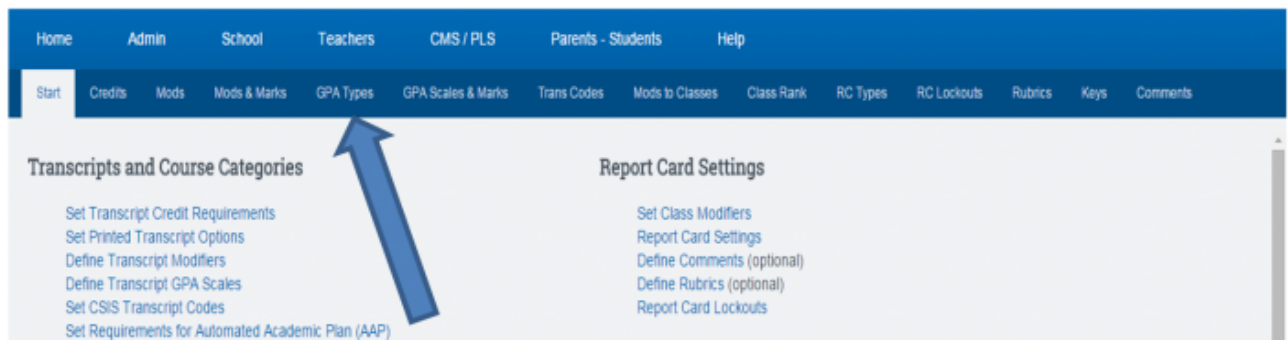 Home Admin School Teachers CMS / PLS Parents - Students Help
Start Credits Mods Mods & Marks GPA Types GPA Scales & Marks Trans Codes Mods to Classes Class Rank RC Types RC Lockouts Rubrics Keys Comments
Transcripts and Course Categories
Set Transcript Credit Requirements
Set Printed Transcript Options
Define Transcript Modifiers
Define Transcript GPA Scales
Set CSIS Transcript Codes
Set Requirements for Automated Academic Plan (AAP)
Report Card Settings
Set Class Modifiers
Report Card Settings
Define Comments (optional)
Define Rubrics (optional)
Report Card Lockouts